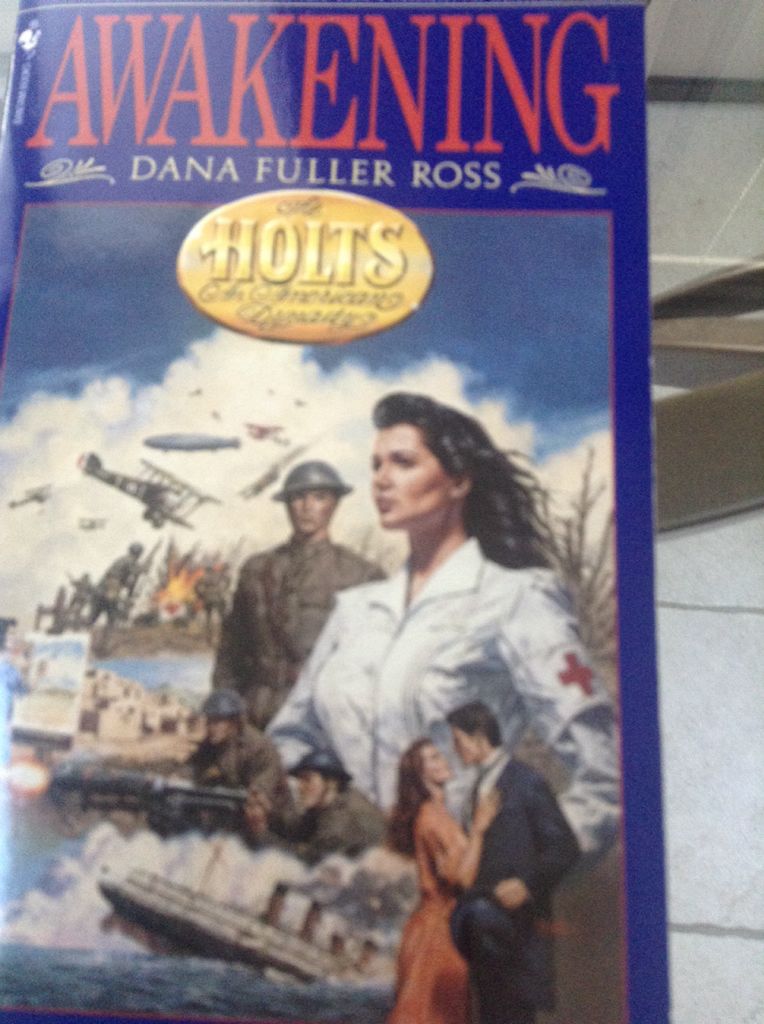 AWAKENING
DANA FULLER ROSS
The
HOLTS
An American
Dynasty